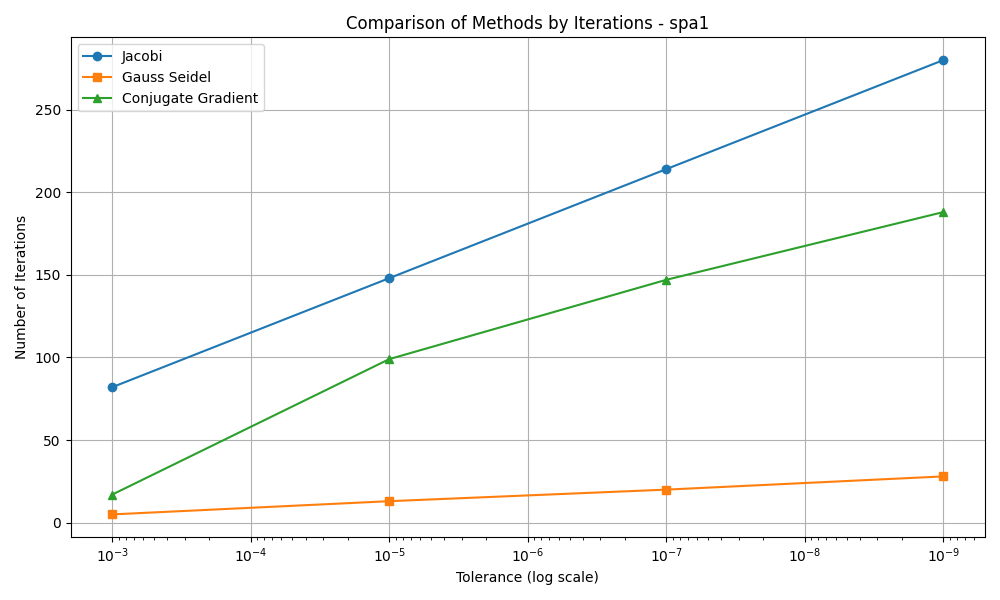 Comparison of Methods by Iterations - spa1
Jacobi
Gauss Seidel
Conjugate Gradient
Number of Iterations
250
200
150
100
50
0
10⁻³ 10⁻⁴ 10⁻⁵ 10⁻⁶ 10⁻⁷ 10⁻⁸ 10⁻⁹
Tolerance (log scale)